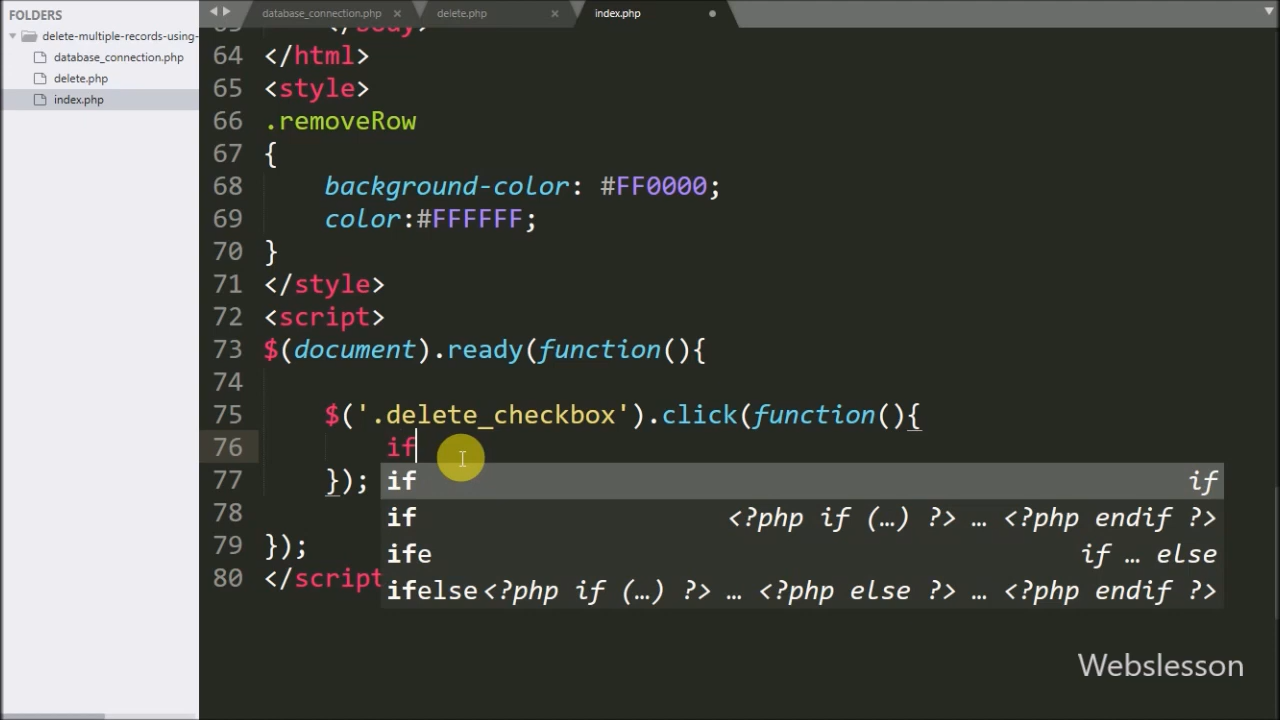 FOLDERS
delete-multiple-records-using-
database_connection.php
delete.php
index.php
database_connection.php ×
delete.php ×
index.php
64 </html>
65 <style>
66 .removeRow
67 {
68 background-color: #FF0000;
69 color:#FFFFFF;
70 }
71 </style>
72 <script>
73 $(document).ready(function(){
74
75 $('.delete_checkbox').click(function(){
76 if
77 });
78
79 });
80 </script
if if
if <?php if (…) ?> … <?php endif ?>
ife if … else
ifelse <?php if (…) ?> … <?php else ?> … <?php endif ?>
Webslesson